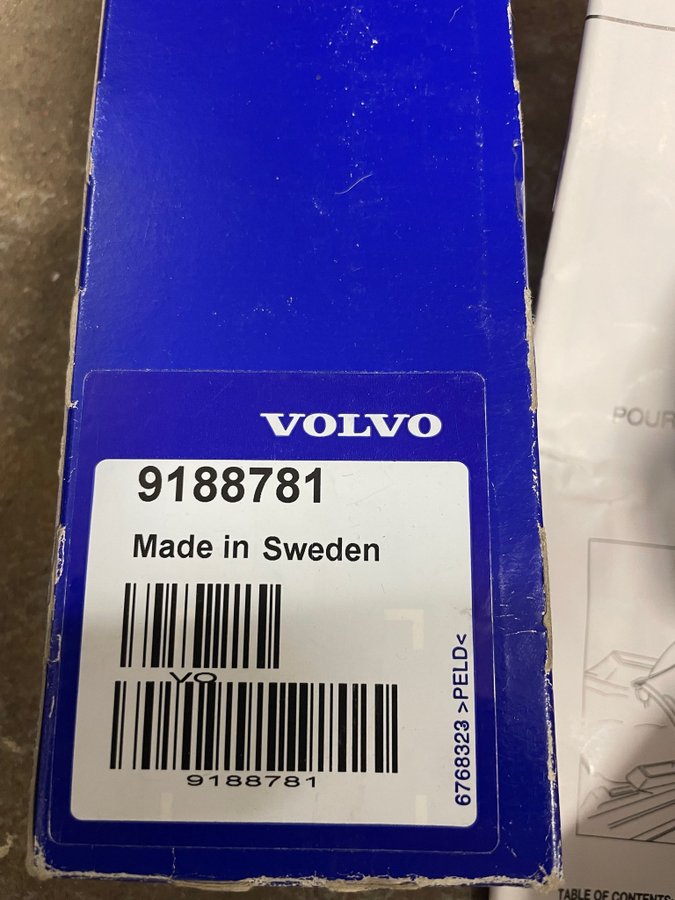 VOLVO
9188781
Made in Sweden
VO
9188781
6768323 >PELD<
POUR
TABLE OF CONTENTS